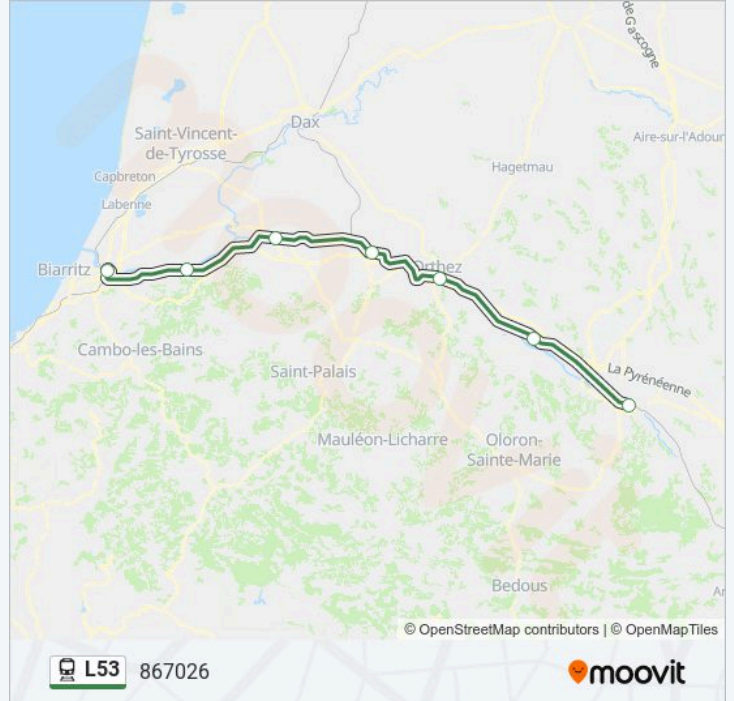 de Gascogne
Dax
Saint-Vincent-
de-Tyrosse
Aire-sur-l'Adour
Hagetmau
Capbreton
Labenne
Biarritz
Orthez
Cambo-les-Bains
La Pyrénéenne
Saint-Palais
Mauléon-Licharre
Oloron-
Sainte-Marie
Bedous
© OpenStreetMap contributors | © OpenMapTiles
L53 867026
moovit